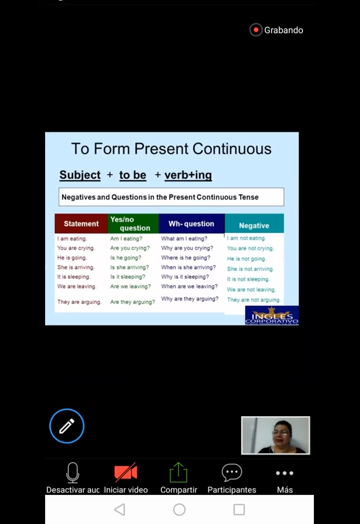 Grabando
To Form Present Continuous
Subject + to be + verb+ing
Negatives and Questions in the Present Continuous Tense
Statement Yes/no question Wh- question Negative
I am eating. Am I eating? What am I eating? I am not eating.
You are crying. Are you crying? Why are you crying? You are not crying.
He is going. Is he going? Where is he going? He is not going.
She is arriving. Is she arriving? When is she arriving? She is not arriving.
It is sleeping. Is it sleeping? Why is it sleeping? It is not sleeping.
We are leaving. Are we leaving? When are we leaving? We are not leaving.
They are arguing. Are they arguing? Why are they arguing? They are not arguing.
INGLES
CORPORATIVO
Desactivar auc Iniciar video Compartir Participantes Más